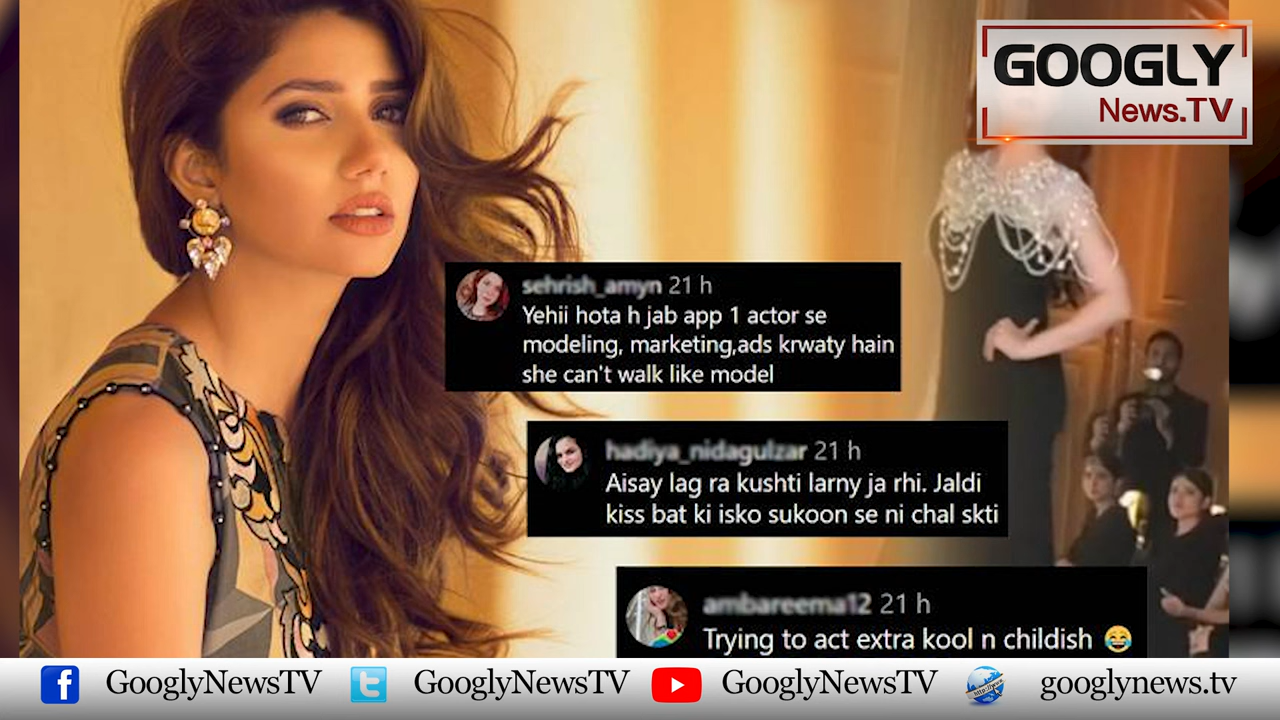 GOOGLY
News.TV
sehrish_amyn 21 h
Yehii hota h jab app 1 actor se
modeling, marketing,ads krwaty hain
she can't walk like model
hadiya_nidagulzar 21 h
Aisay lag ra kushti larny ja rhi. Jaldi
kiss bat ki isko sukoon se ni chal skti
ambareema12 21 h
Trying to act extra kool n childish 😂
GooglyNewsTV GooglyNewsTV GooglyNewsTV googlynews.tv